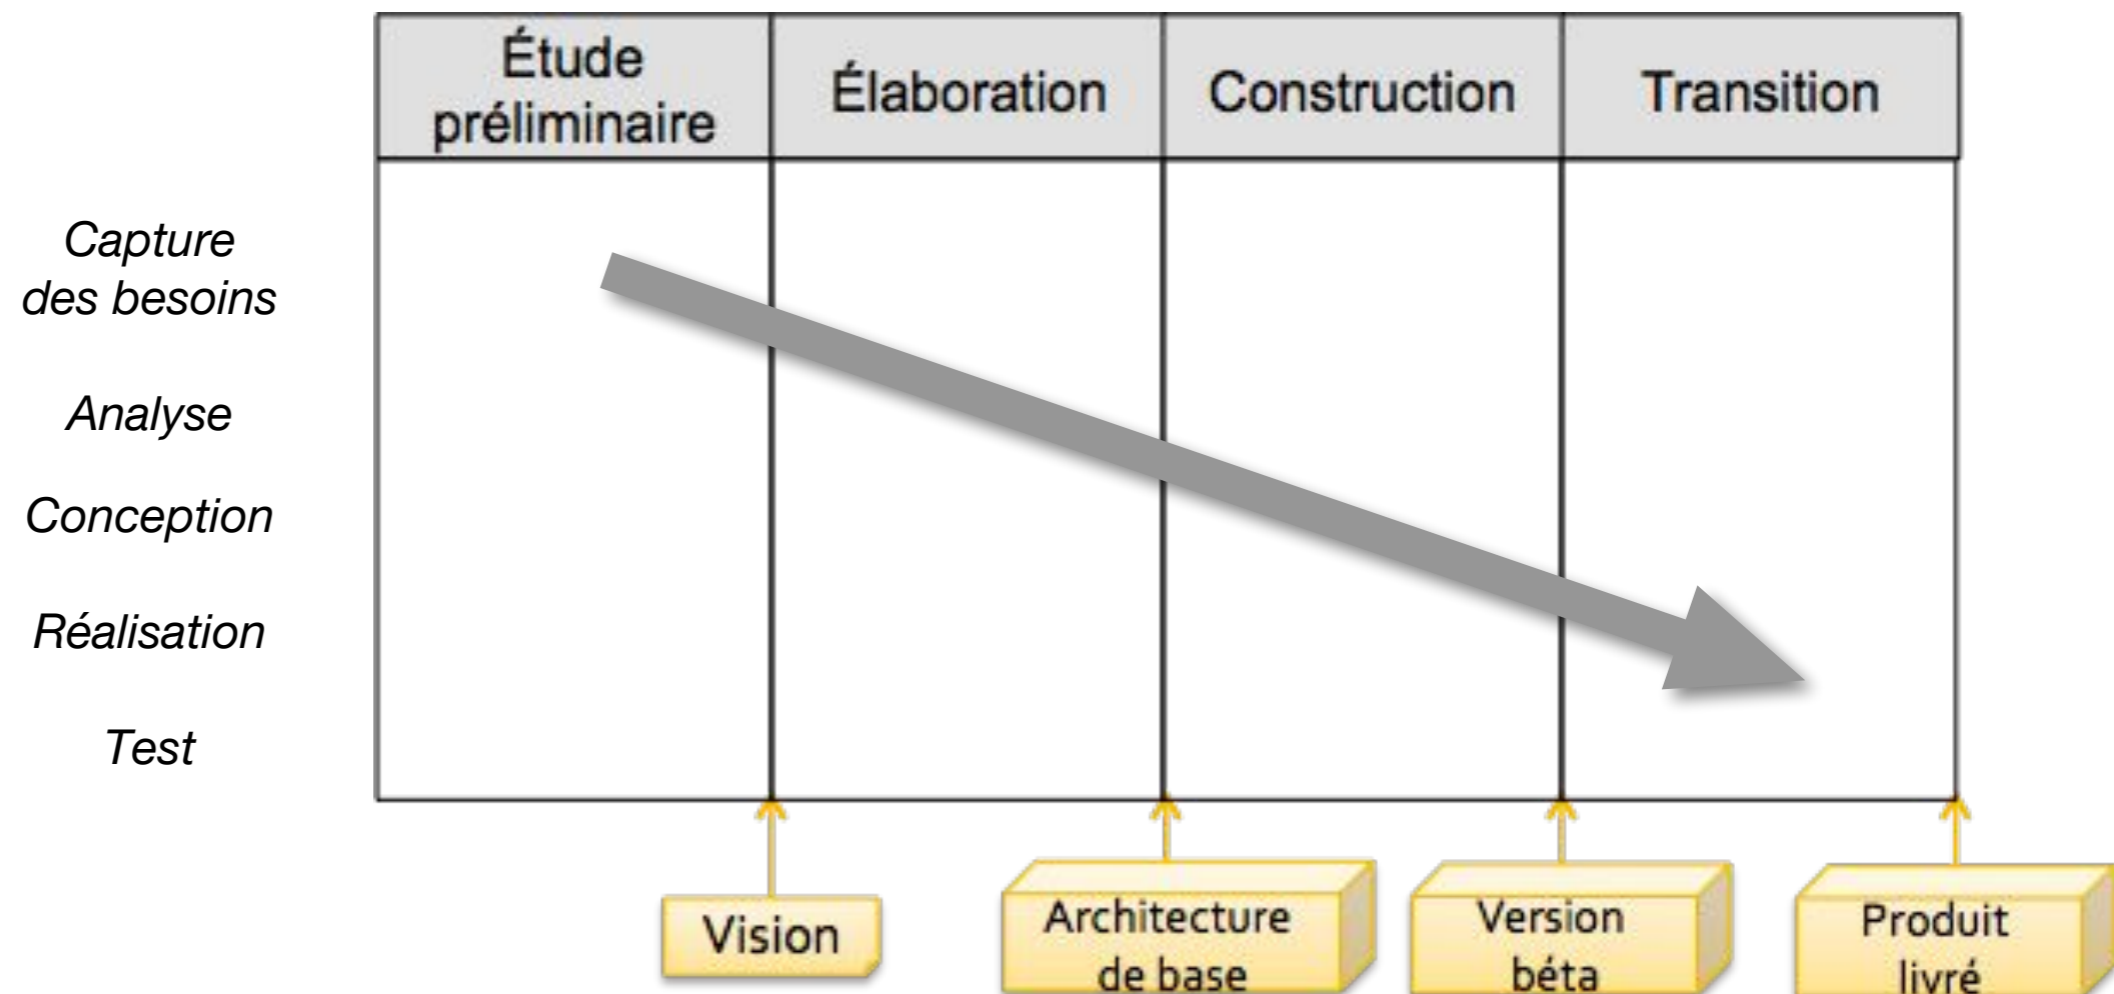 Étude
préliminaire
Élaboration
Construction
Transition
Capture
des besoins
Analyse
Conception
Réalisation
Test
Vision
Architecture
de base
Version
béta
Produit
livré